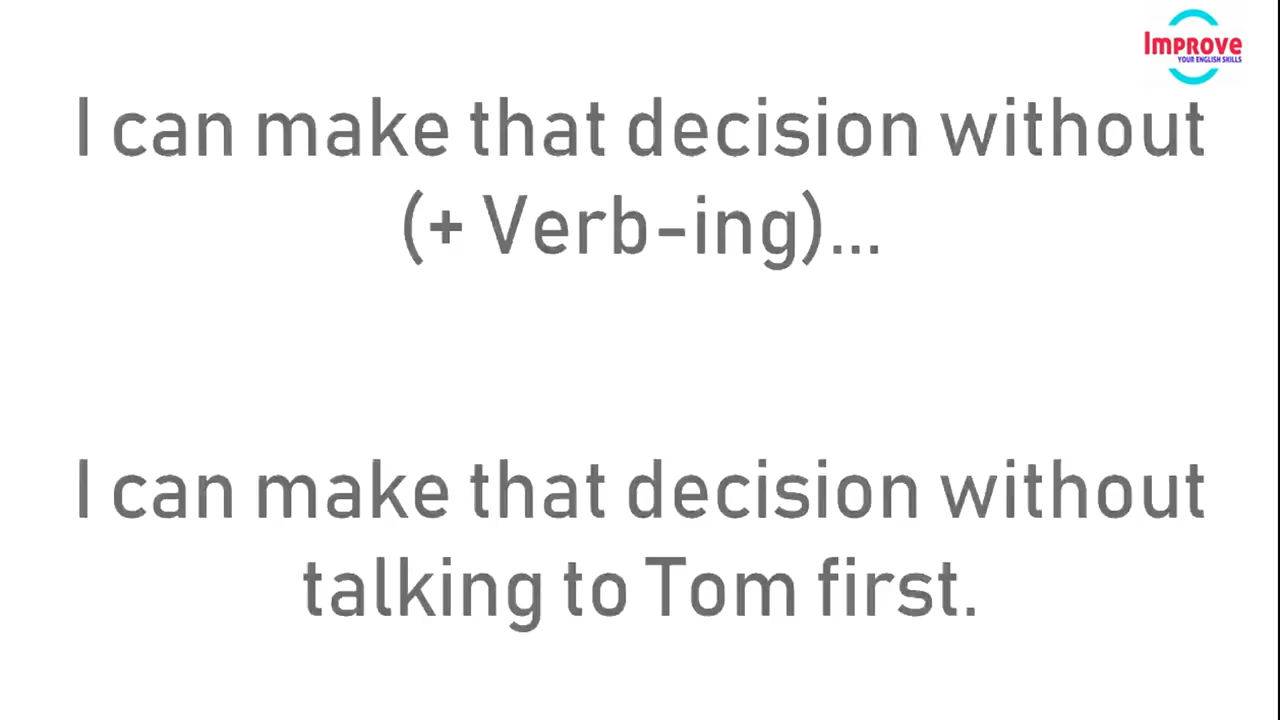 Improve
YOUR ENGLISH SKILLS
I can make that decision without
(+ Verb-ing)...
I can make that decision without
talking to Tom first.